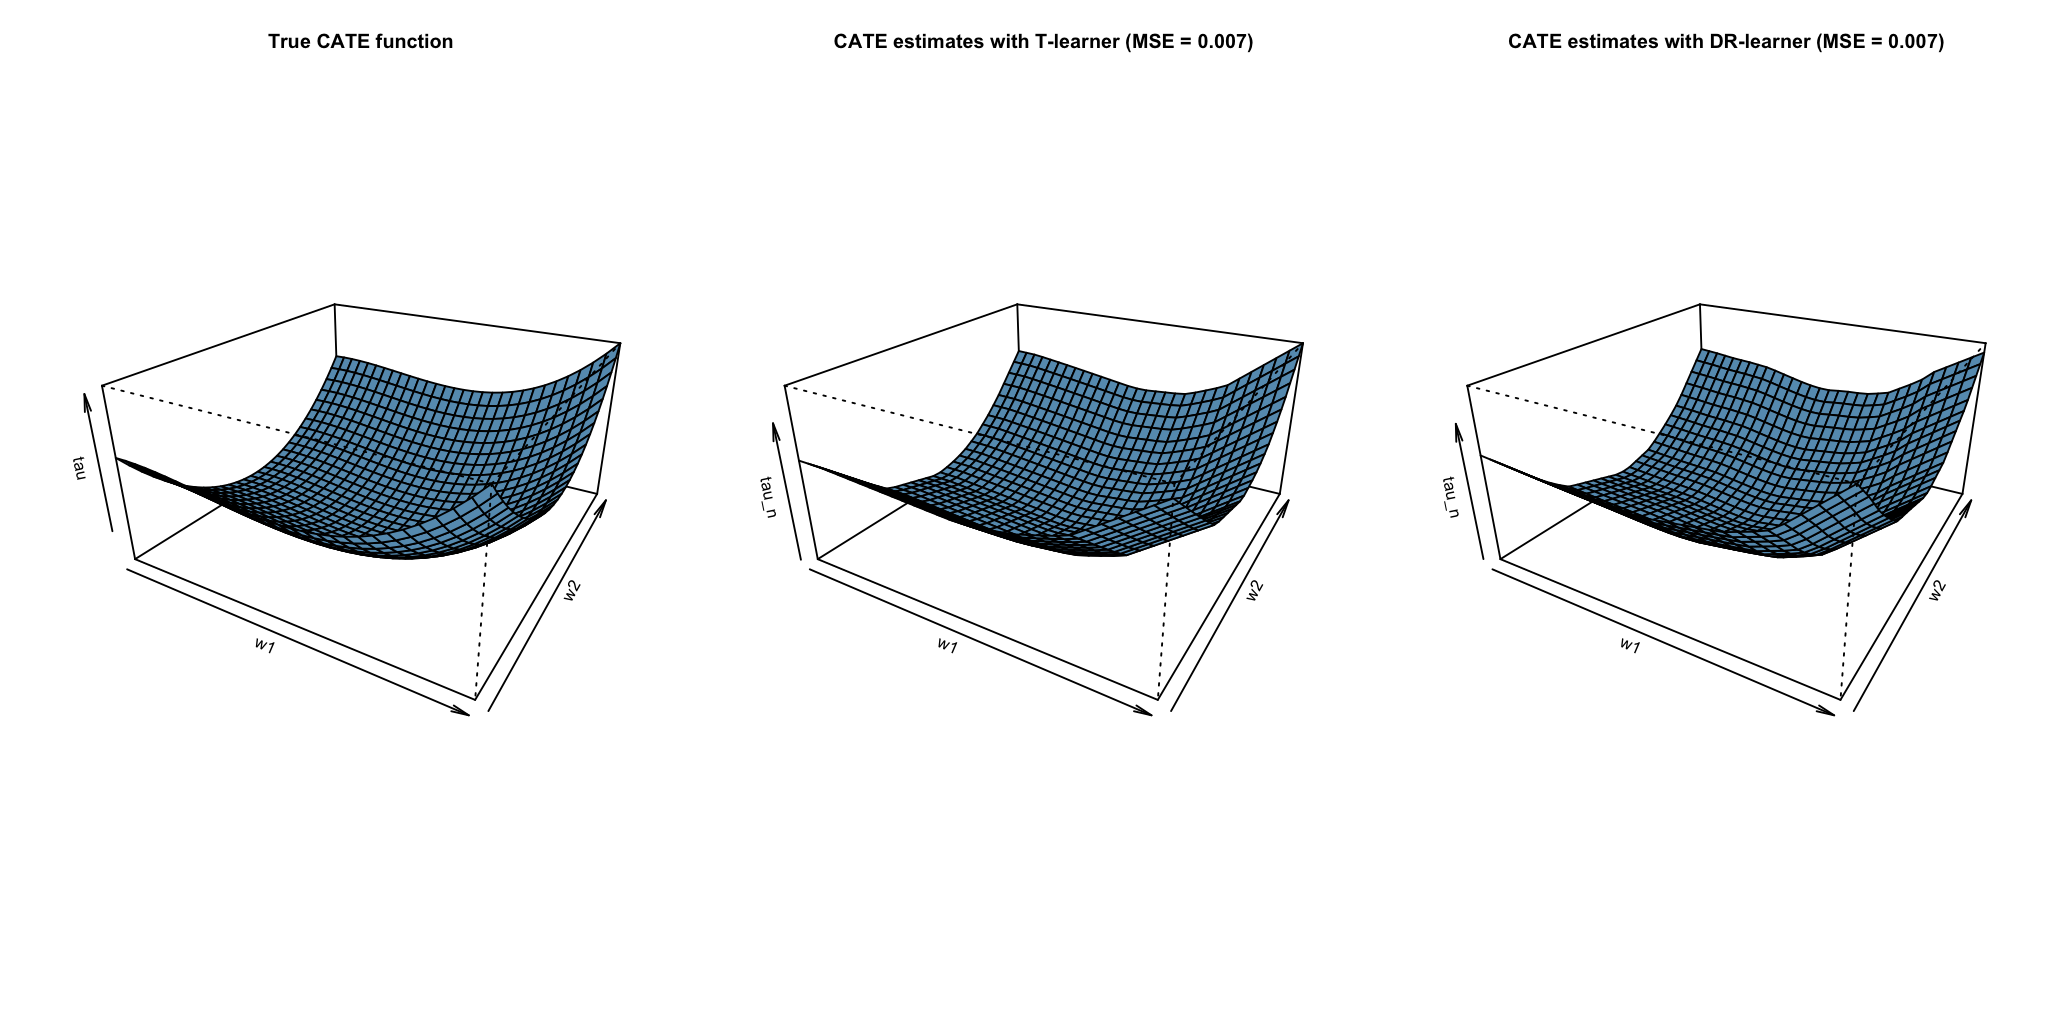 True CATE function
tau
w1
w2
CATE estimates with T-learner (MSE = 0.007)
tau_n
w1
w2
CATE estimates with DR-learner (MSE = 0.007)
tau_n
w1
w2